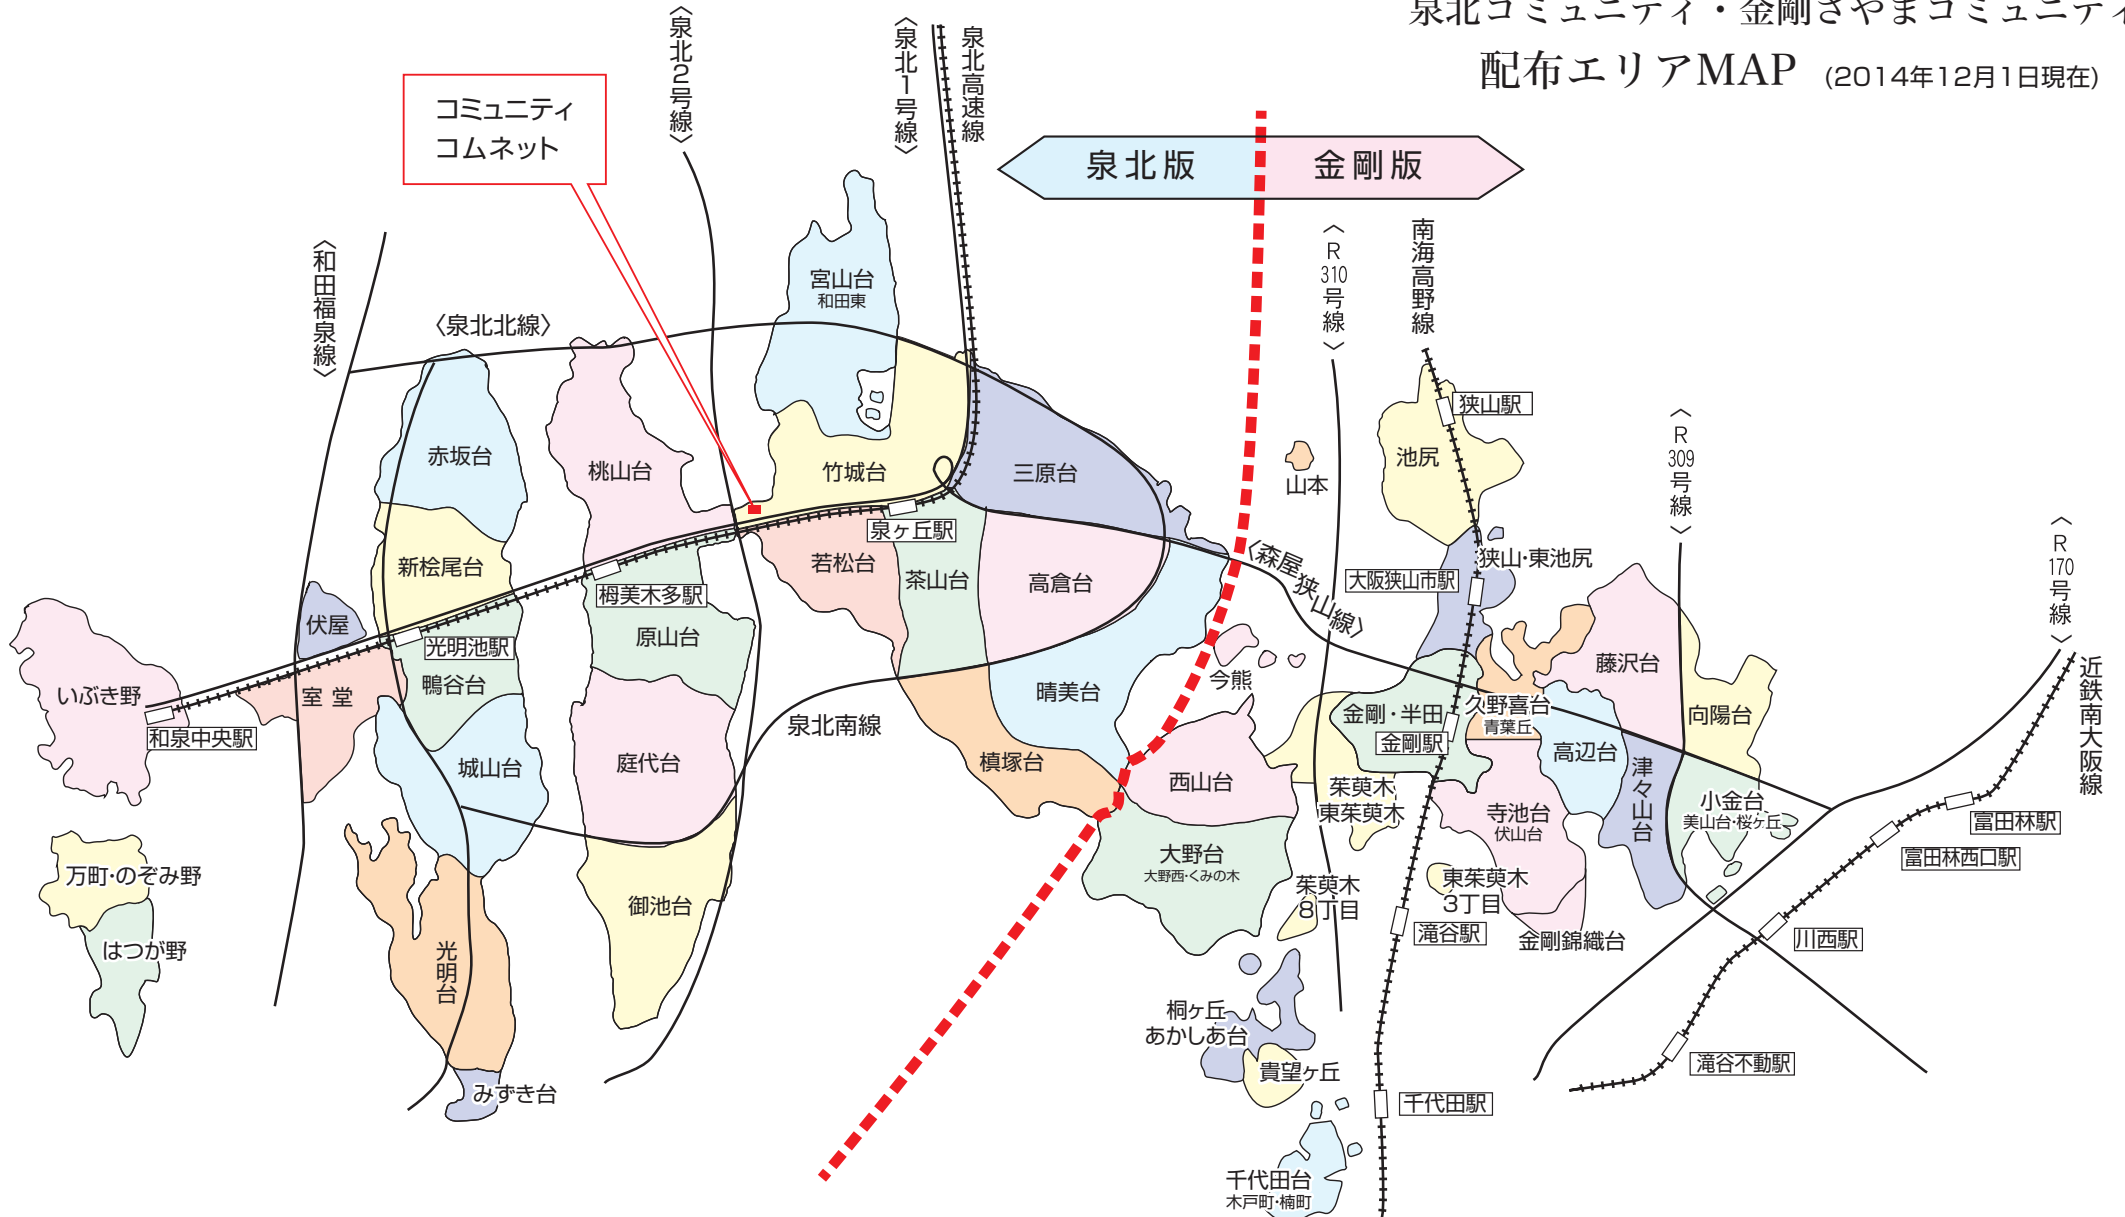 泉北コミュニティ・金剛さやまコミュニティ
配布エリアMAP (2014年12月1日現在)
コミュニティ
コムネット
〈泉北2号線〉
〈泉北1号線〉
泉北高速線
泉北版
金剛版
〈和田福泉線〉
〈泉北北線〉
〈R310号線〉
南海高野線
〈R309号線〉
〈R170号線〉
近鉄南大阪線
宮山台
和田東
赤坂台
桃山台
竹城台
三原台
山本
池尻
狭山駅
新桧尾台
若松台
泉ヶ丘駅
茶山台
高倉台
〈森屋狭山線〉
大阪狭山市駅
狭山・東池尻
伏屋
光明池駅
栂美木多駅
原山台
いぶき野
和泉中央駅
室堂
鴨谷台
晴美台
今熊
金剛・半田
金剛駅
久野喜台
青葉丘
藤沢台
向陽台
泉北南線
城山台
庭代台
槙塚台
西山台
茱萸木
東茱萸木
高辺台
津々山台
寺池台
伏山台
小金台
美山台・桜ヶ丘
富田林駅
富田林西口駅
万町・のぞみ野
はつが野
光明台
御池台
大野台
大野西・くみの木
茱萸木
8丁目
東茱萸木
3丁目
滝谷駅
金剛錦織台
川西駅
桐ヶ丘
あかしあ台
貴望ヶ丘
滝谷不動駅
みずき台
千代田駅
千代田台
木戸町・楠町